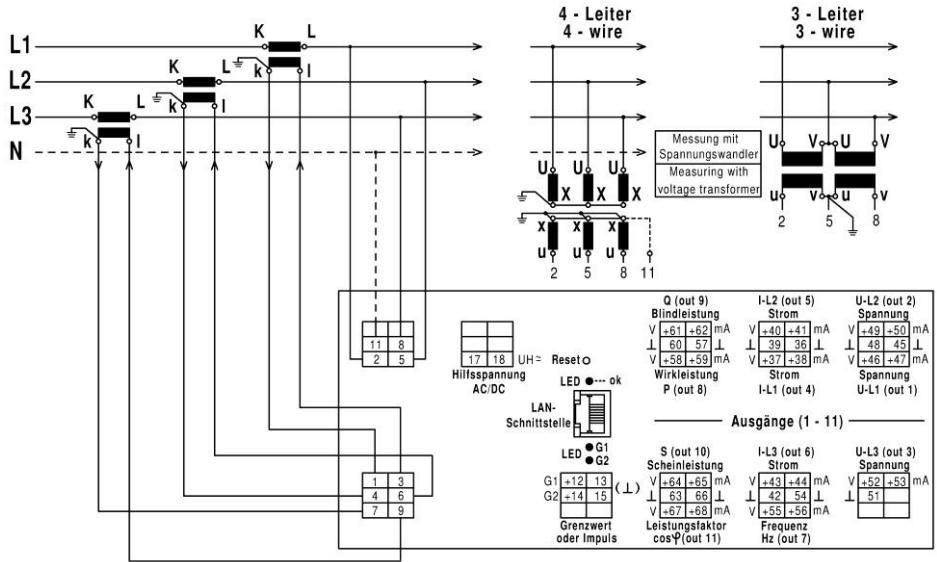 4 - Leiter
4 - wire
3 - Leiter
3 - wire
K L
L1
k l
K L
L2
k l
K L
L3
k l
N
U U U
X X X
x x x
u u u
2 5 8 11
Messung mit
Spannungswandler
Measuring with
voltage transformer
U V U V
u v u v
2 5 8
11 8
2 5
17 18 UH≃
Hilfsspannung
AC/DC
Reset
LED --- ok
LAN-
Schnittstelle
LED G1
G2
Q (out 9)
Blindleistung
V +61 +62 mA
⊥ 60 57 ⊥
V +58 +59 mA
Wirkleistung
P (out 8)
I-L2 (out 5)
Strom
+40 +41 mA
39 36 ⊥
+37 +38 mA
Strom
I-L1 (out 4)
U-L2 (out 2)
Spannung
V +49 +50 mA
⊥ 48 45 ⊥
V +46 +47 mA
Spannung
U-L1 (out 1)
Ausgänge (1 - 11)
1 3
4 6
7 9
G1 +12 13
G2 +14 15
(⊥)
Grenzwert
oder Impuls
S (out 10)
Scheinleistung
V +64 +65 mA
⊥ 63 66 ⊥
V +67 +68 mA
Leistungsfaktor
cosφ(out 11)
I-L3 (out 6)
Strom
V +43 +44 mA
⊥ 42 54 ⊥
V +55 +56 mA
Frequenz
Hz (out 7)
U-L3 (out 3)
Spannung
V +52 +53 mA
⊥ 51